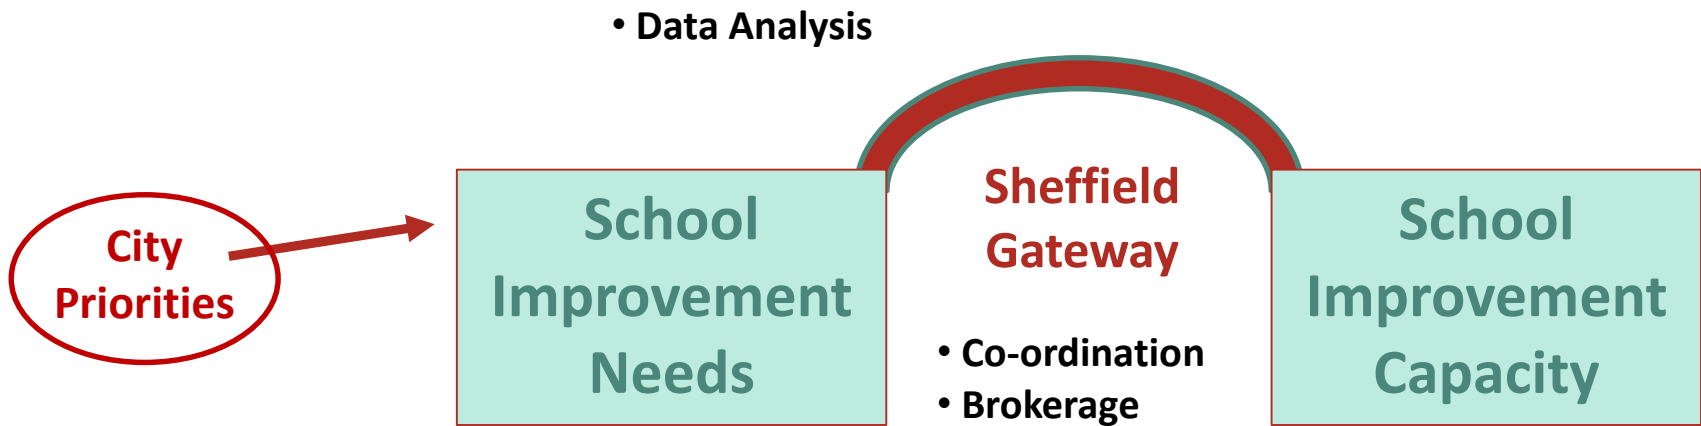 • Data Analysis
City
Priorities
School
Improvement
Needs
Sheffield
Gateway
• Co-ordination
• Brokerage
School
Improvement
Capacity